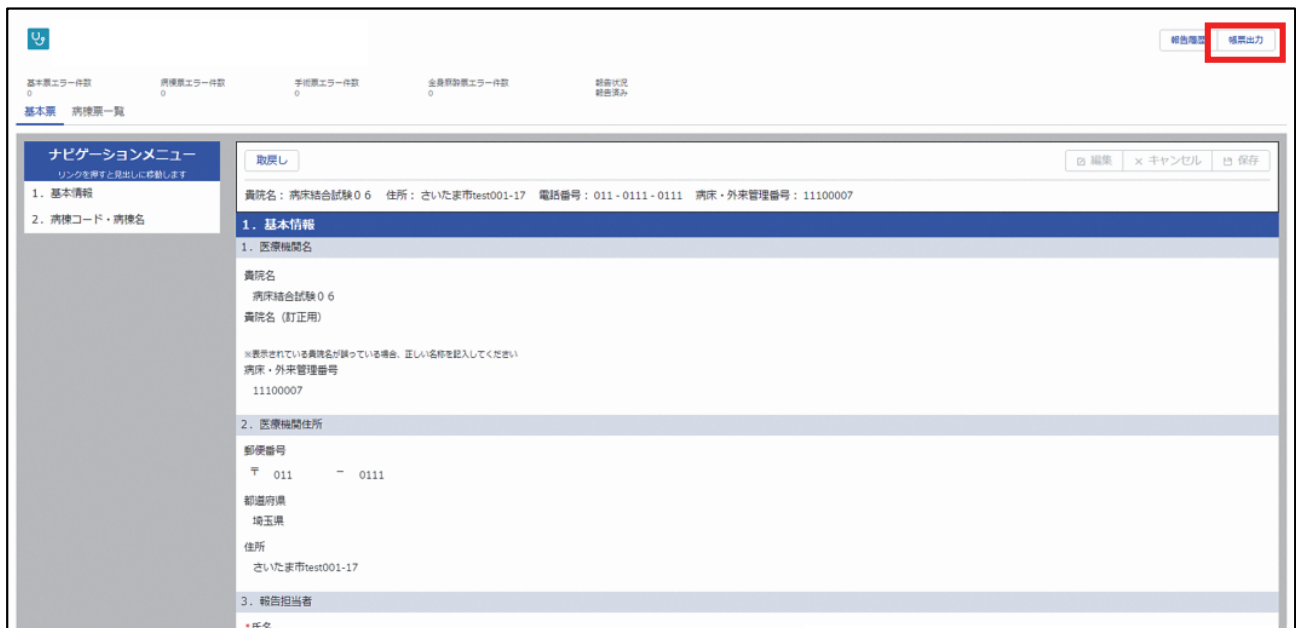 報告履歴 帳票出力
基本票エラー件数 病棟票エラー件数 手術票エラー件数 全身麻酔票エラー件数 報告状況
0 0 0 0 報告済み
基本票 病棟票一覧
ナビゲーションメニュー
リンクを押すと見出しに移動します
1. 基本情報
2. 病棟コード・病棟名
取戻し 編集 × キャンセル 保存
貴院名: 病床結合試験06 住所: さいたま市test001-17 電話番号: 011 - 0111 - 0111 病床・外来管理番号: 11100007
1. 基本情報
1. 医療機関名
貴院名
病床結合試験06
貴院名 (訂正用)
※表示されている貴院名が誤っている場合、正しい名称を記入してください
病床・外来管理番号
11100007
2. 医療機関住所
郵便番号
〒 011 - 0111
都道府県
埼玉県
住所
さいたま市test001-17
3. 報告担当者
*氏名